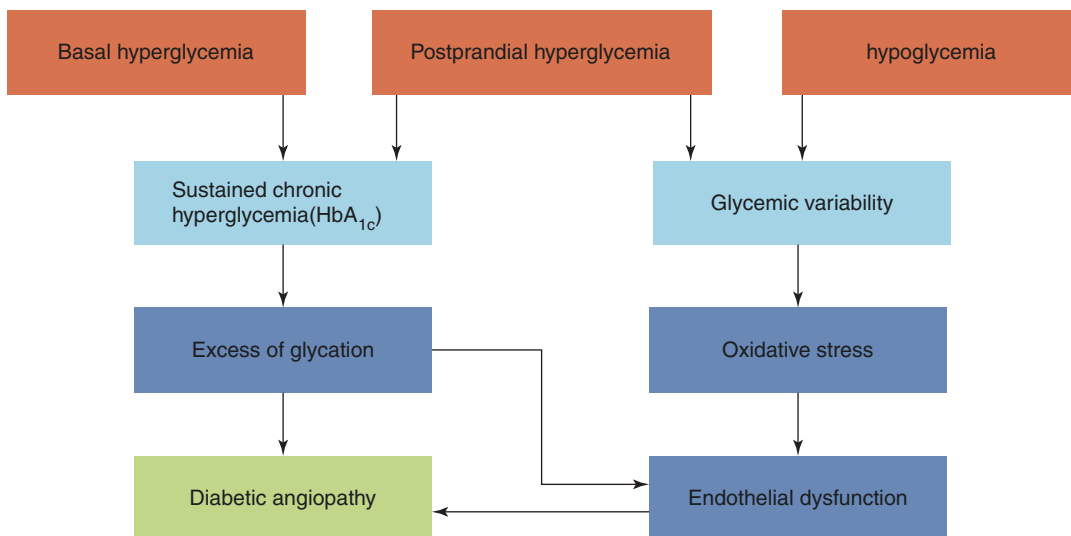 Basal hyperglycemia
Postprandial hyperglycemia
hypoglycemia
Sustained chronic
hyperglycemia(HbA1c)
Glycemic variability
Excess of glycation
Oxidative stress
Diabetic angiopathy
Endothelial dysfunction